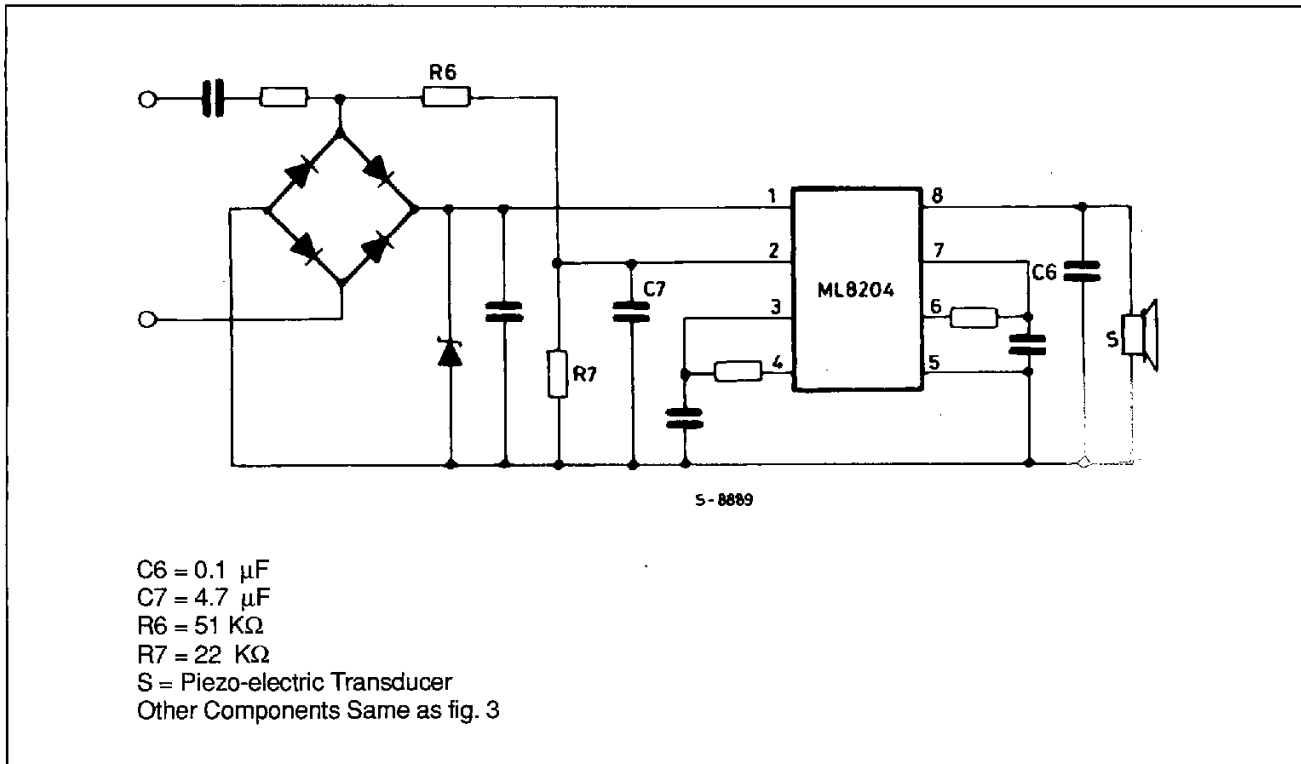 R6
1
8
2
7
C7
C6
ML8204
3
6
S
4
5
R7
S-8889
C6 = 0.1 µF
C7 = 4.7 µF
R6 = 51 KΩ
R7 = 22 KΩ
S = Piezo-electric Transducer
Other Components Same as fig. 3